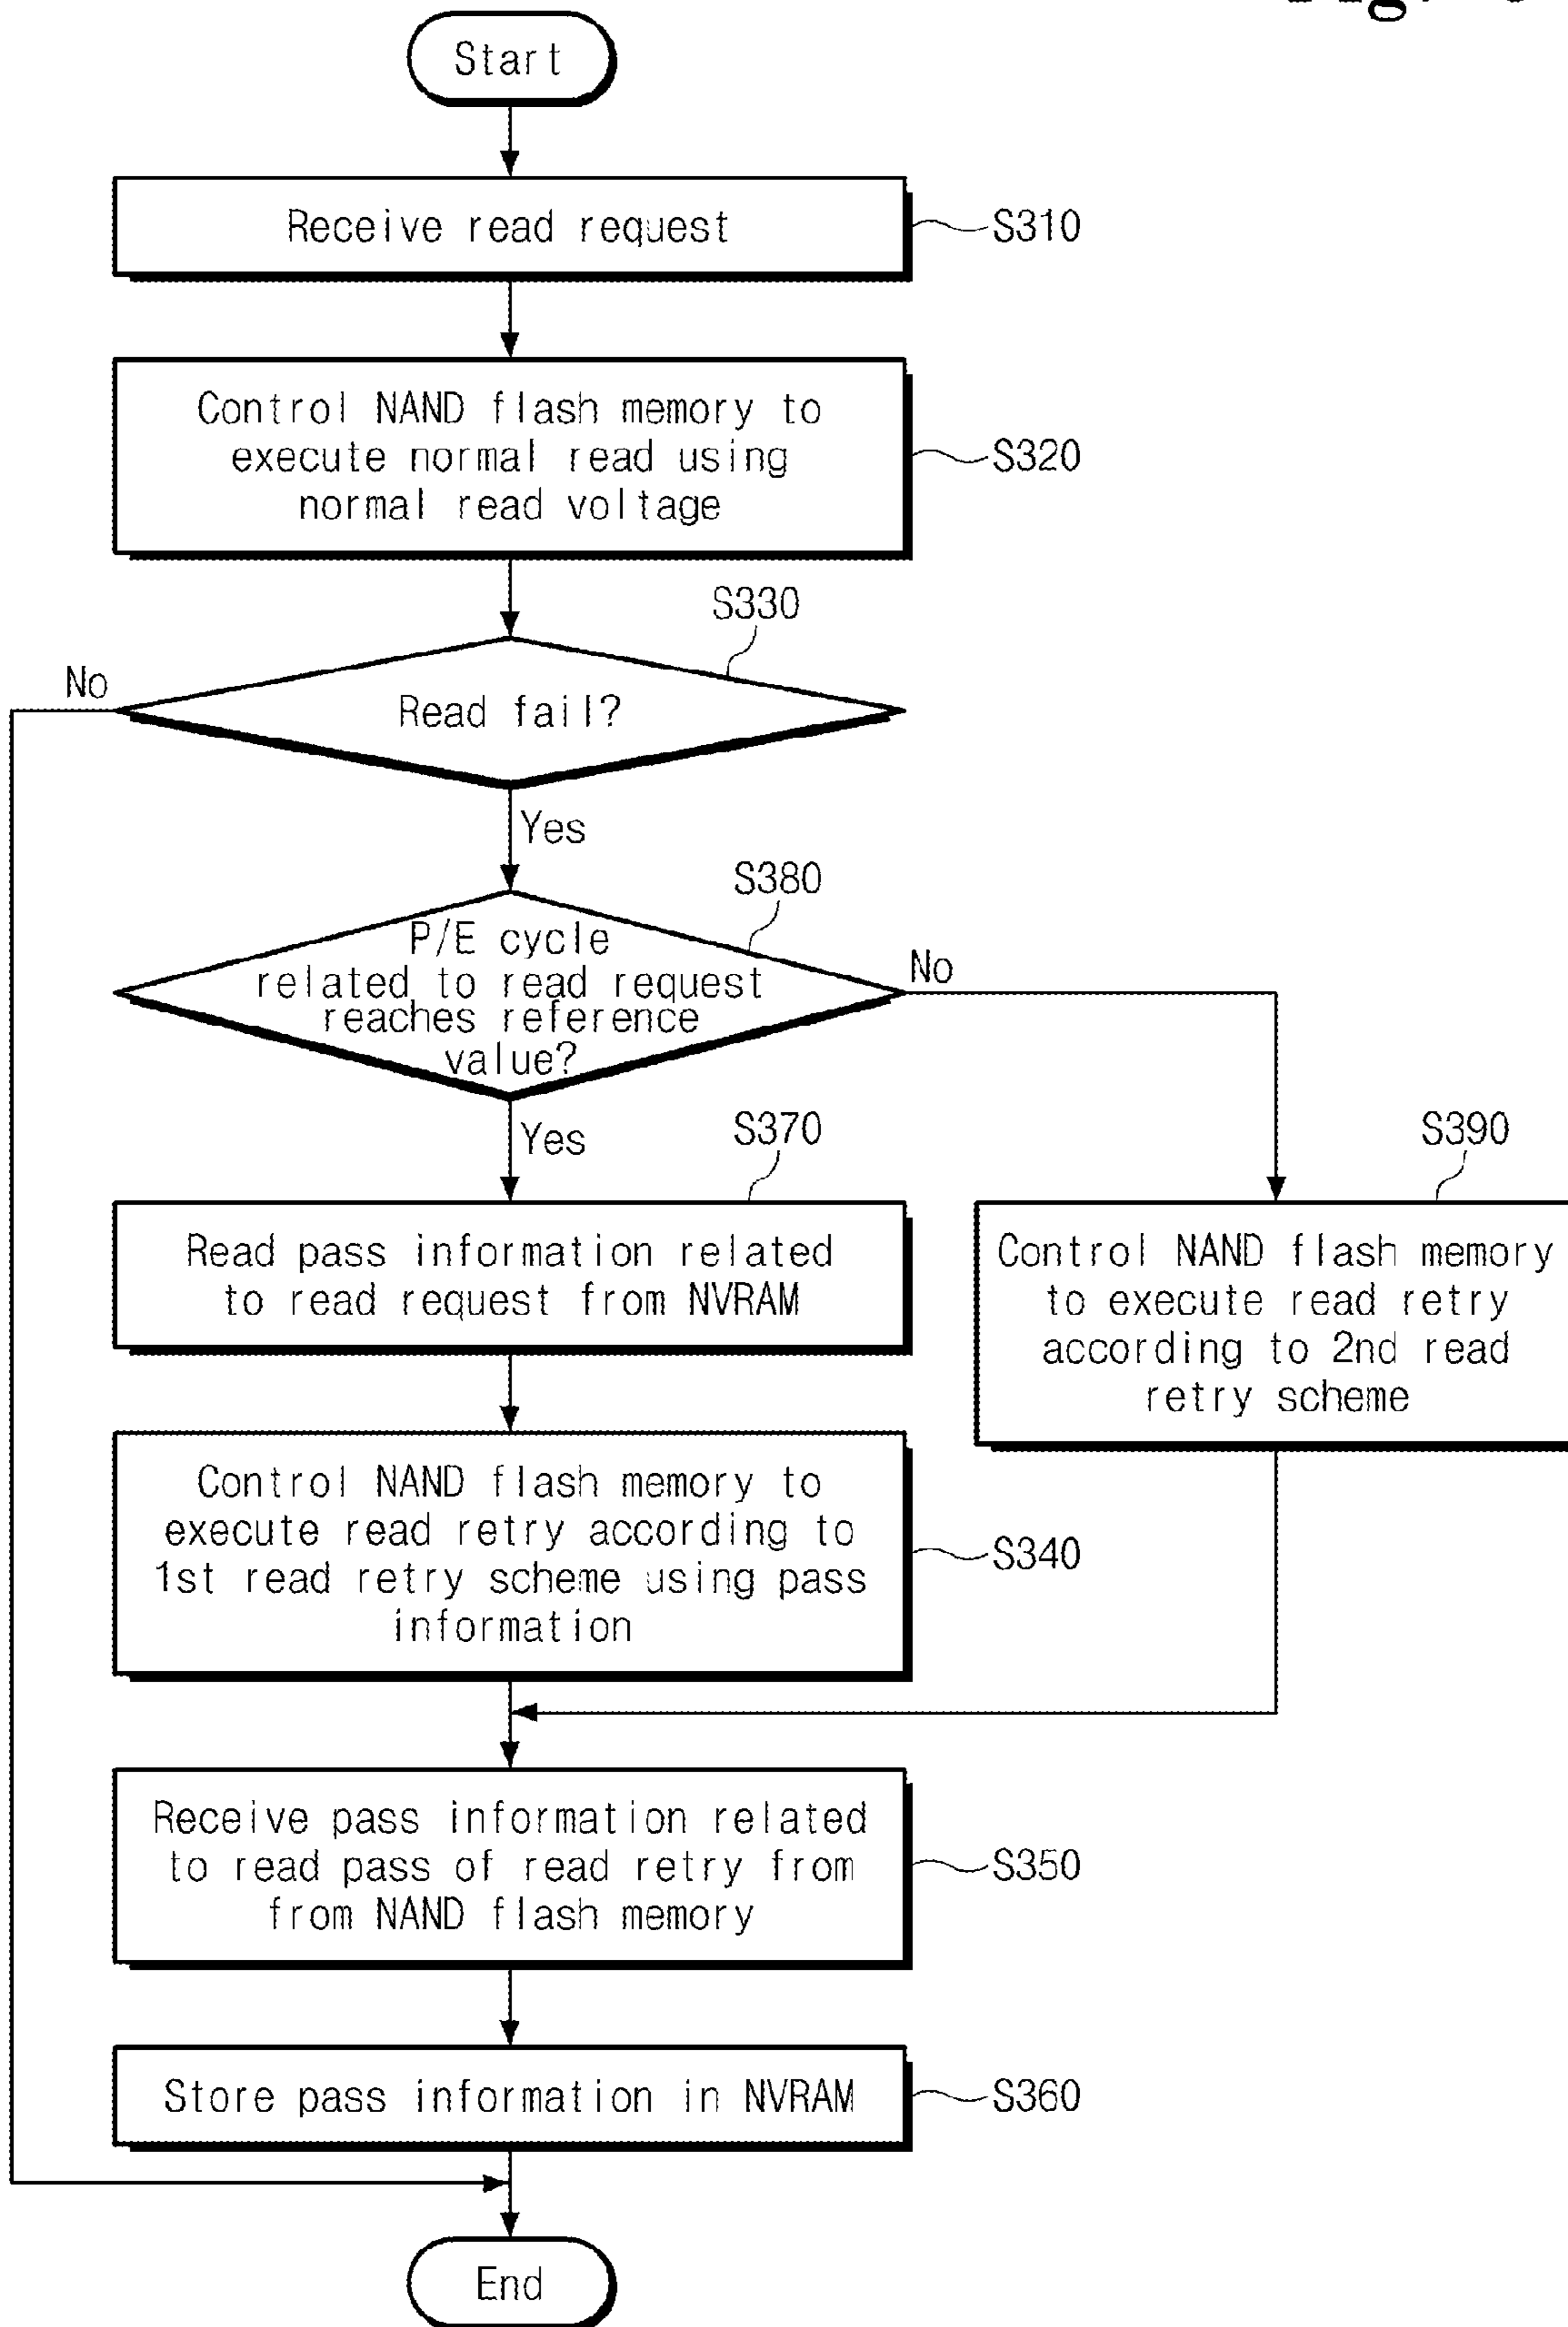 Start
Receive read request
S310
Control NAND flash memory to
execute normal read using
normal read voltage
S320
S330
No
Read fail?
Yes
S380
P/E cycle
related to read request
reaches reference
value?
No
Yes
S370
Read pass information related
to read request from NVRAM
S390
Control NAND flash memory
to execute read retry
according to 2nd read
retry scheme
Control NAND flash memory to
execute read retry according to
1st read retry scheme using pass
information
S340
Receive pass information related
to read pass of read retry from
from NAND flash memory
S350
Store pass information in NVRAM
S360
End